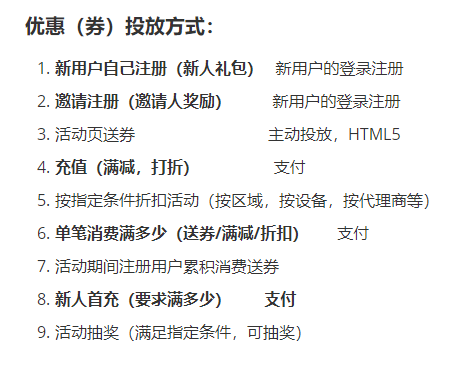 优惠（券）投放方式：
1. 新用户自己注册（新人礼包） 新用户的登录注册
2. 邀请注册（邀请人奖励） 新用户的登录注册
3. 活动页送券 主动投放，HTML5
4. 充值（满减，打折） 支付
5. 按指定条件折扣活动（按区域，按设备，按代理商等）
6. 单笔消费满多少（送券/满减/折扣） 支付
7. 活动期间注册用户累积消费送券
8. 新人首充（要求满多少） 支付
9. 活动抽奖（满足指定条件，可抽奖）